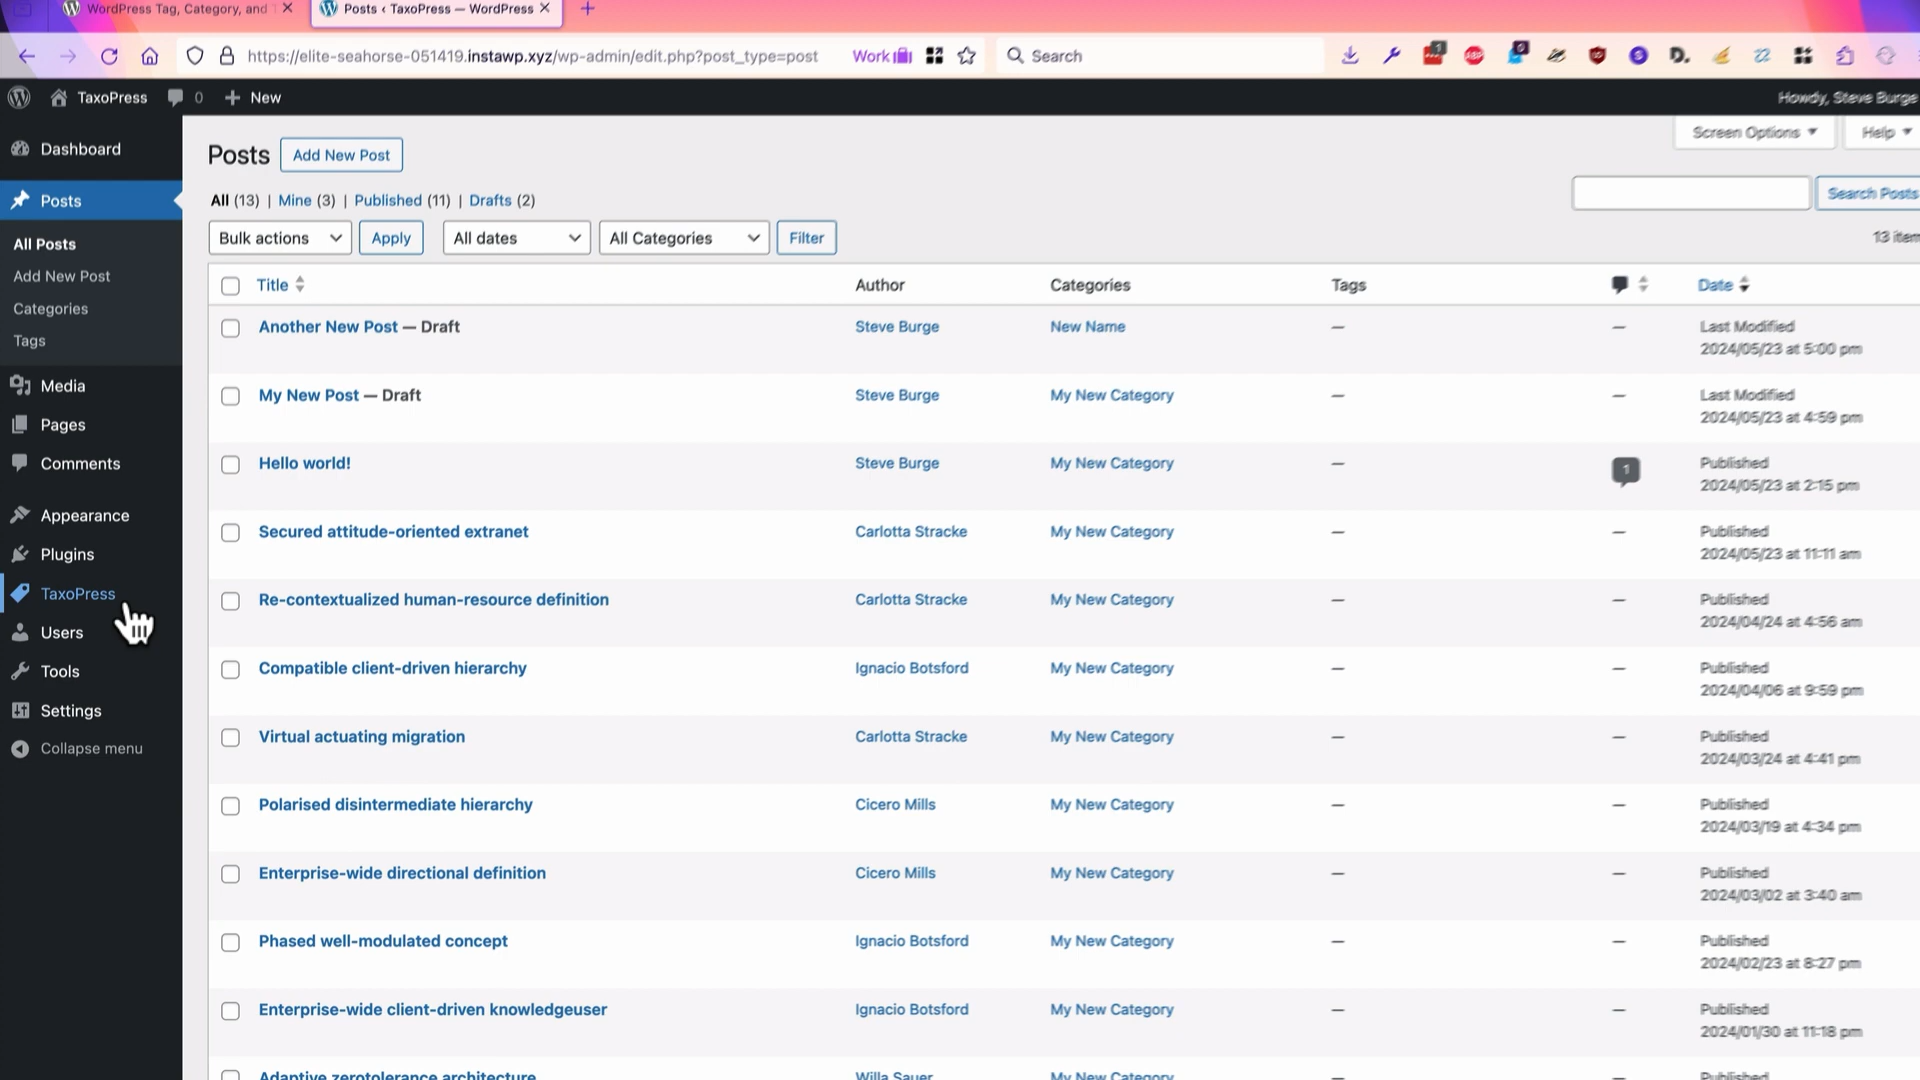 WordPress Tag, Category, and
Posts ‹ TaxoPress — WordPress
https://elite-seahorse-051419.instawp.xyz/wp-admin/edit.php?post_type=post
Work
Search
TaxoPress
0
New
Howdy, Steve Burge
Dashboard
Posts
All Posts
Add New Post
Categories
Tags
Media
Pages
Comments
Appearance
Plugins
TaxoPress
Users
Tools
Settings
Collapse menu
Screen Options
Help
Posts
Add New Post
All (13) | Mine (3) | Published (11) | Drafts (2)
Search Posts
Bulk actions
Apply
All dates
All Categories
Filter
13
Title Author Categories Tags Date
Another New Post — Draft Steve Burge New Name — — Last Modified
2024/05/23 at 5:00 pm
My New Post — Draft Steve Burge My New Category — — Last Modified
2024/05/23 at 4:59 pm
Hello world! Steve Burge My New Category — 1 Published
2024/05/23 at 2:15 pm
Secured attitude-oriented extranet Carlotta Stracke My New Category — — Published
2024/05/23 at 11:11 am
Re-contextualized human-resource definition Carlotta Stracke My New Category — — Published
2024/04/24 at 4:56 am
Compatible client-driven hierarchy Ignacio Botsford My New Category — — Published
2024/04/06 at 9:59 pm
Virtual actuating migration Carlotta Stracke My New Category — — Published
2024/03/24 at 4:41 pm
Polarised disintermediate hierarchy Cicero Mills My New Category — — Published
2024/03/19 at 4:34 pm
Enterprise-wide directional definition Cicero Mills My New Category — — Published
2024/03/02 at 3:40 am
Phased well-modulated concept Ignacio Botsford My New Category — — Published
2024/02/23 at 8:27 pm
Enterprise-wide client-driven knowledgeuser Ignacio Botsford My New Category — — Published
2024/01/30 at 11:18 pm
Adaptive zerotolerance architecture Willa Sauer My New Category Published